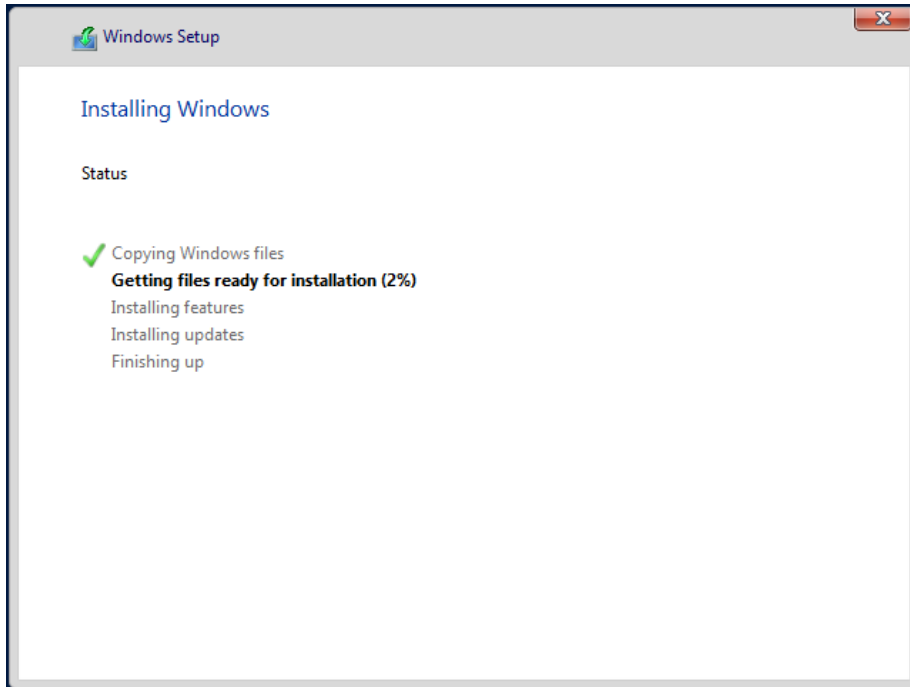 Windows Setup
Installing Windows
Status
Copying Windows files
Getting files ready for installation (2%)
Installing features
Installing updates
Finishing up